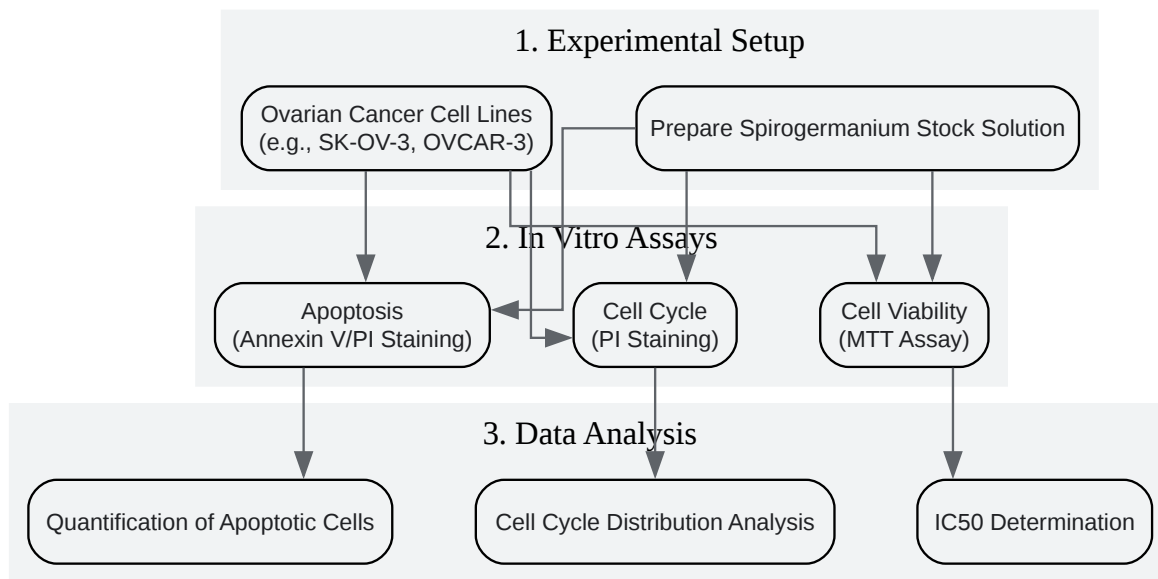 1. Experimental Setup
Ovarian Cancer Cell Lines
(e.g., SK-OV-3, OVCAR-3)
Prepare Spirogermanium Stock Solution
2. In Vitro Assays
Apoptosis
(Annexin V/PI Staining)
Cell Cycle
(PI Staining)
Cell Viability
(MTT Assay)
3. Data Analysis
Quantification of Apoptotic Cells
Cell Cycle Distribution Analysis
IC50 Determination